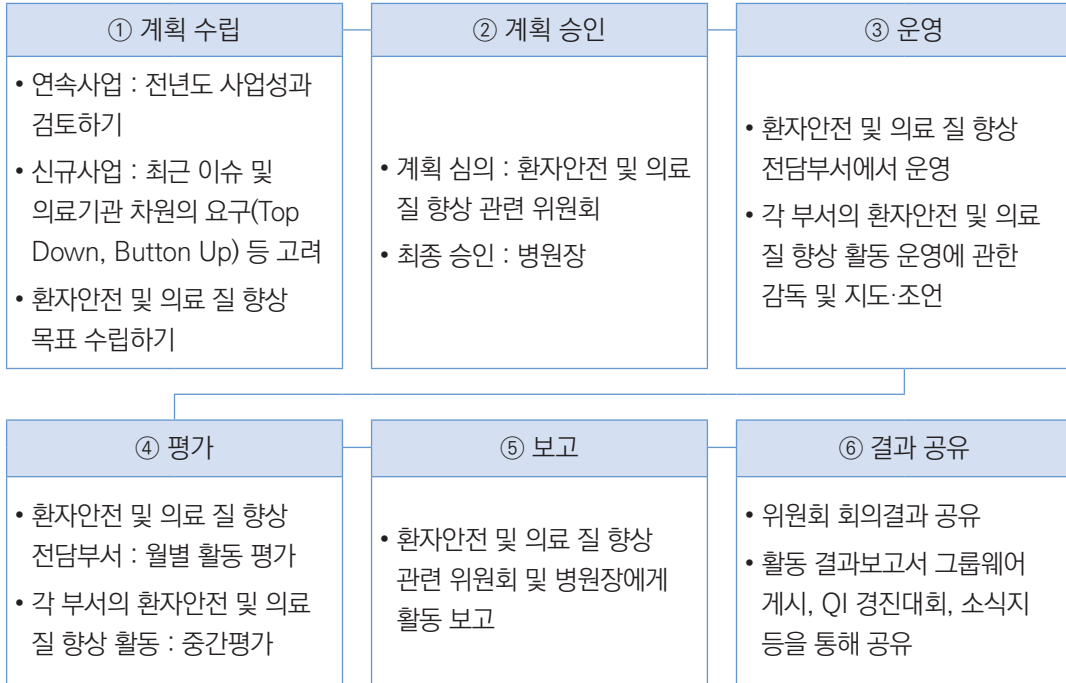 ① 계획 수립
• 연속사업 : 전년도 사업성과
검토하기
• 신규사업 : 최근 이슈 및
의료기관 차원의 요구(Top
Down, Button Up) 등 고려
• 환자안전 및 의료 질 향상
목표 수립하기
② 계획 승인
• 계획 심의 : 환자안전 및 의료
질 향상 관련 위원회
• 최종 승인 : 병원장
③ 운영
• 환자안전 및 의료 질 향상
전담부서에서 운영
• 각 부서의 환자안전 및 의료
질 향상 활동 운영에 관한
감독 및 지도·조언
④ 평가
• 환자안전 및 의료 질 향상
전담부서 : 월별 활동 평가
• 각 부서의 환자안전 및 의료
질 향상 활동 : 중간평가
⑤ 보고
• 환자안전 및 의료 질 향상
관련 위원회 및 병원장에게
활동 보고
⑥ 결과 공유
• 위원회 회의결과 공유
• 활동 결과보고서 그룹웨어
게시, QI 경진대회, 소식지
등을 통해 공유